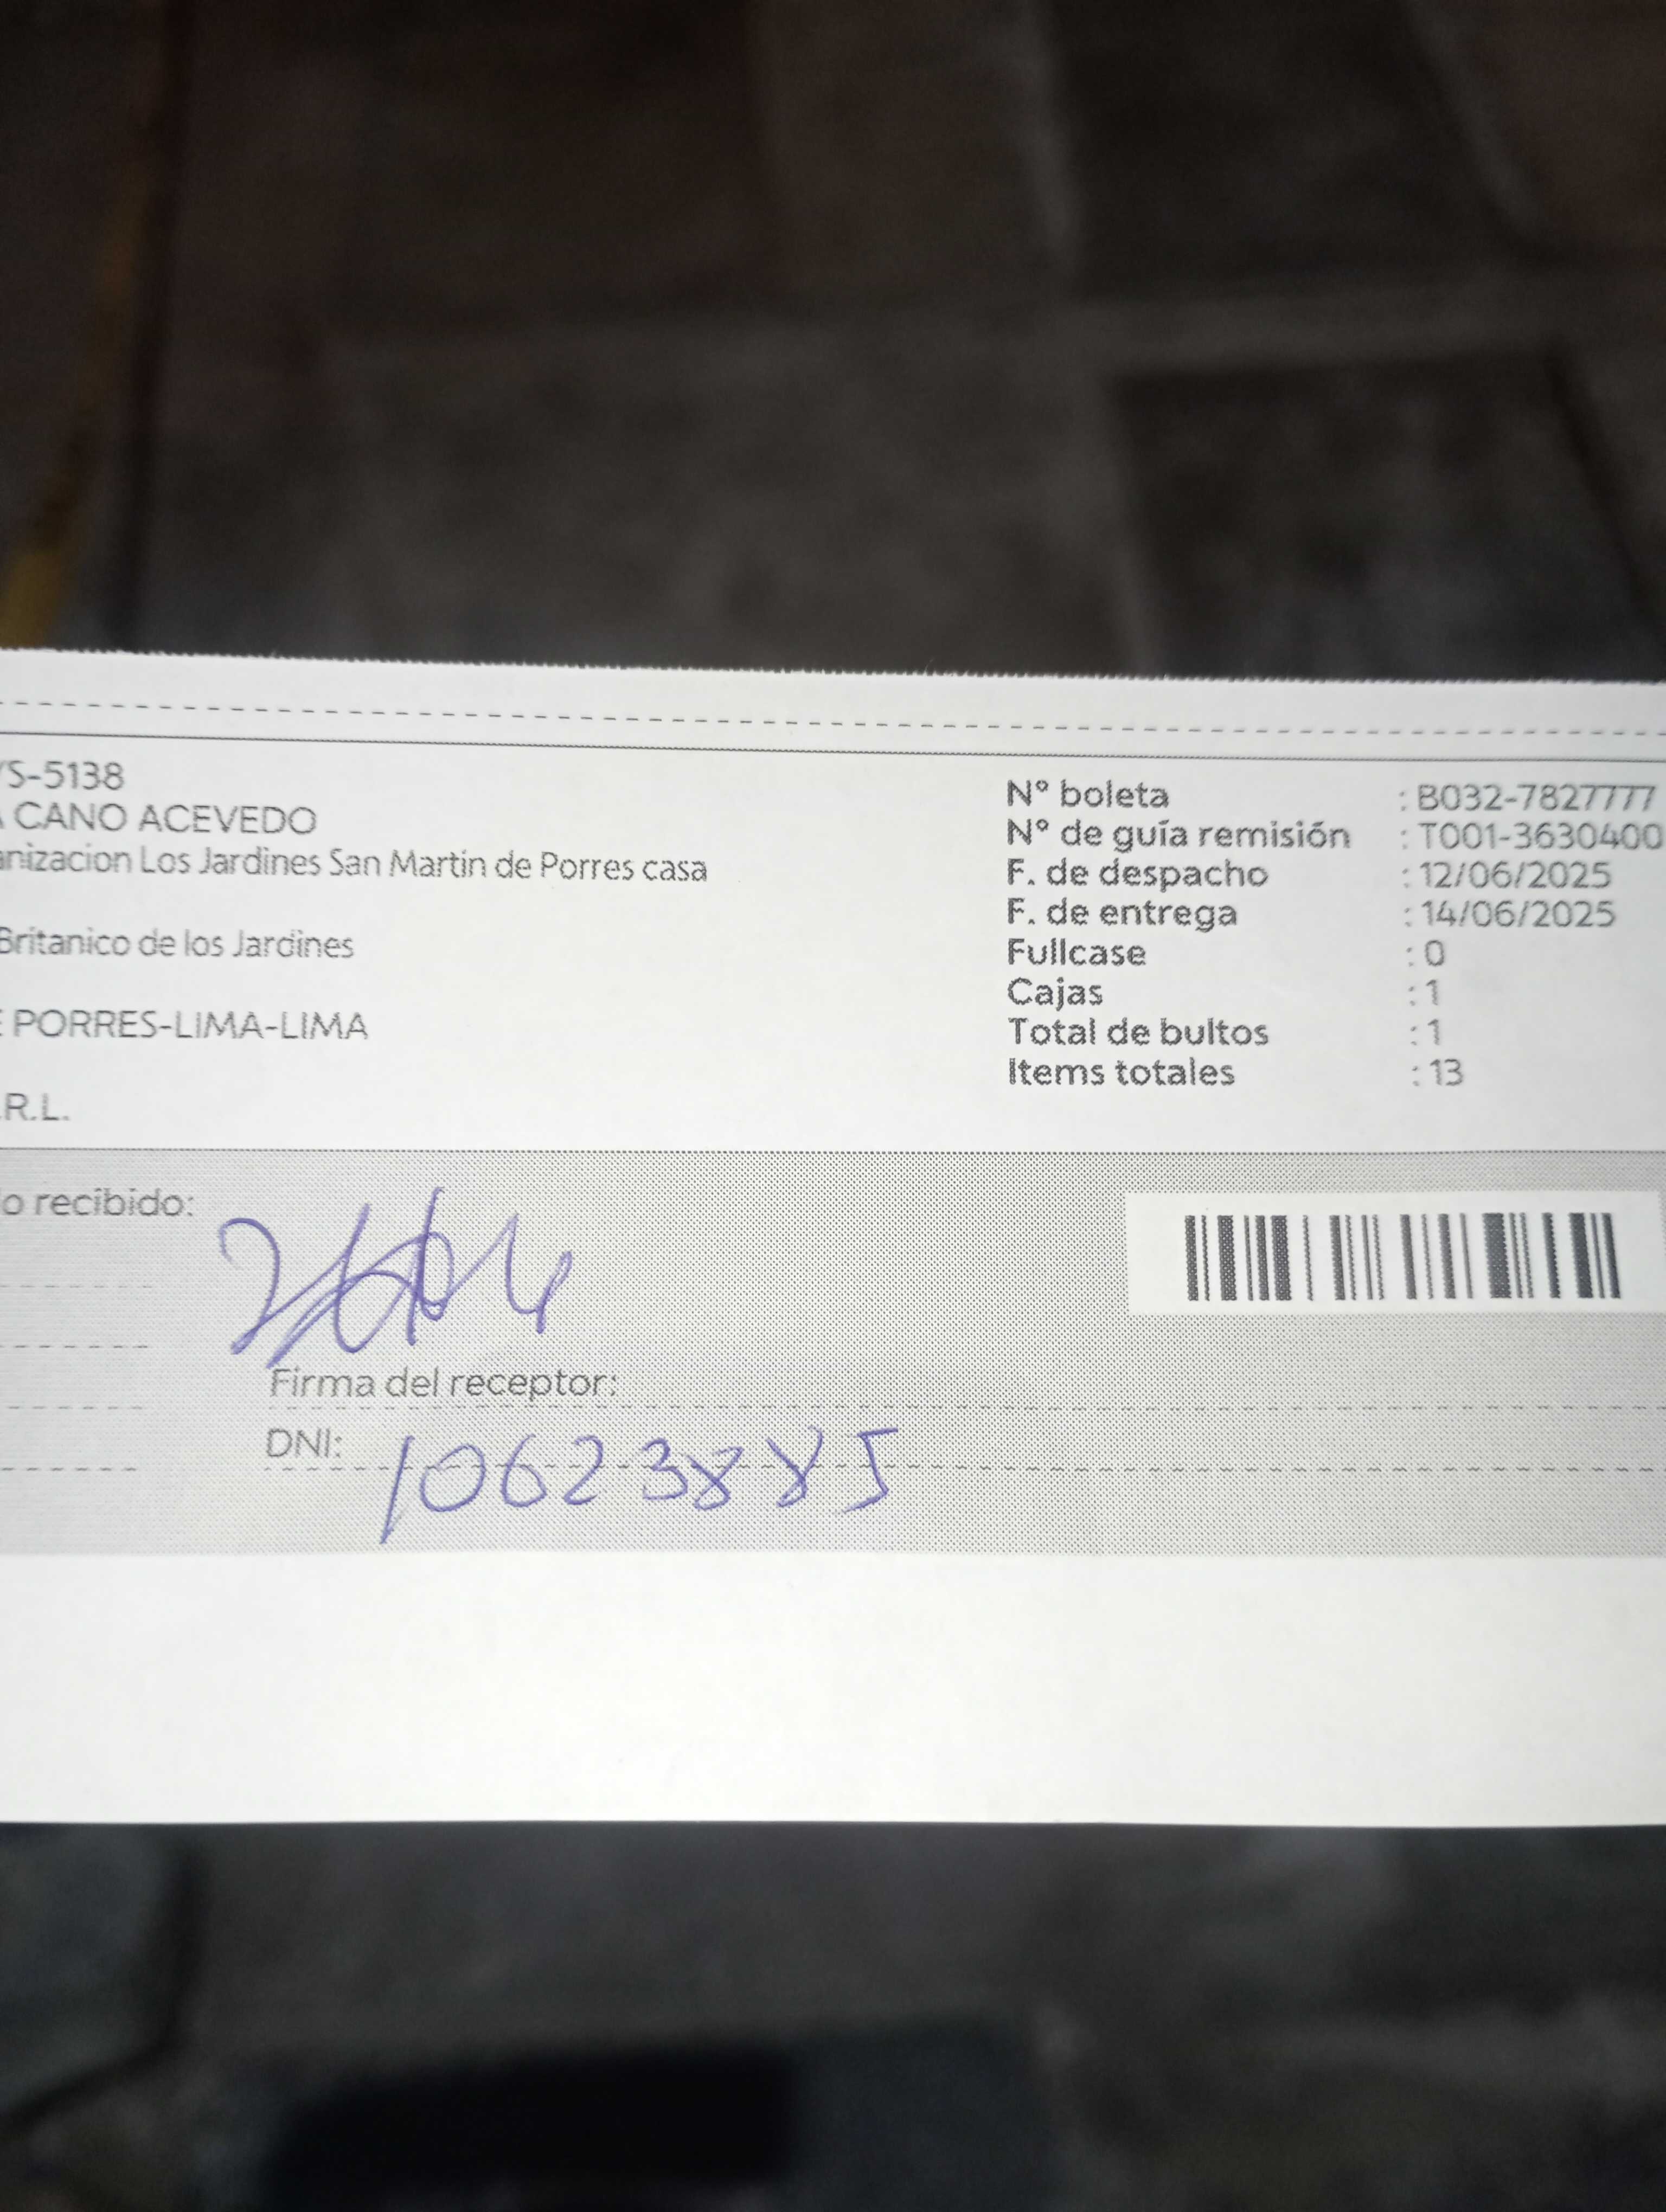 S-5138
CANO ACEVEDO
nizacion Los Jardines San Martin de Porres casa
Britanico de los Jardines
PORRES-LIMA-LIMA
.R.L.
N° boleta : B032-7827777
N° de guía remisión : T001-3630400
F. de despacho : 12/06/2025
F. de entrega : 14/06/2025
Fullcase : 0
Cajas : 1
Total de bultos : 1
Items totales : 13
o recibido:
Firma del receptor:
DNI: 10623885